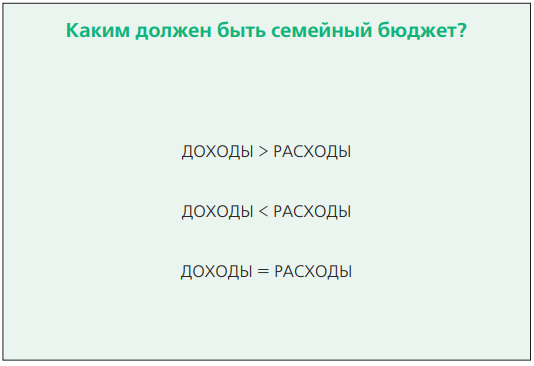 Каким должен быть семейный бюджет?
ДОХОДЫ > РАСХОДЫ
ДОХОДЫ < РАСХОДЫ
ДОХОДЫ = РАСХОДЫ